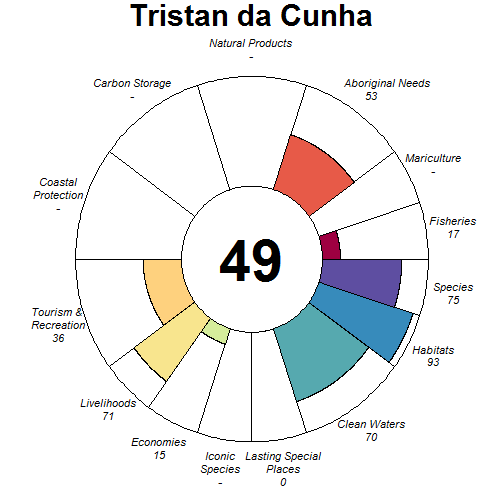 Tristan da Cunha
Natural Products
-
Carbon Storage
-
Aboriginal Needs
53
Mariculture
-
Coastal
Protection
-
Fisheries
17
49
Species
75
Tourism &
Recreation
36
Habitats
93
Livelihoods
71
Clean Waters
70
Economies
15
Iconic
Species
-
Lasting Special
Places
0